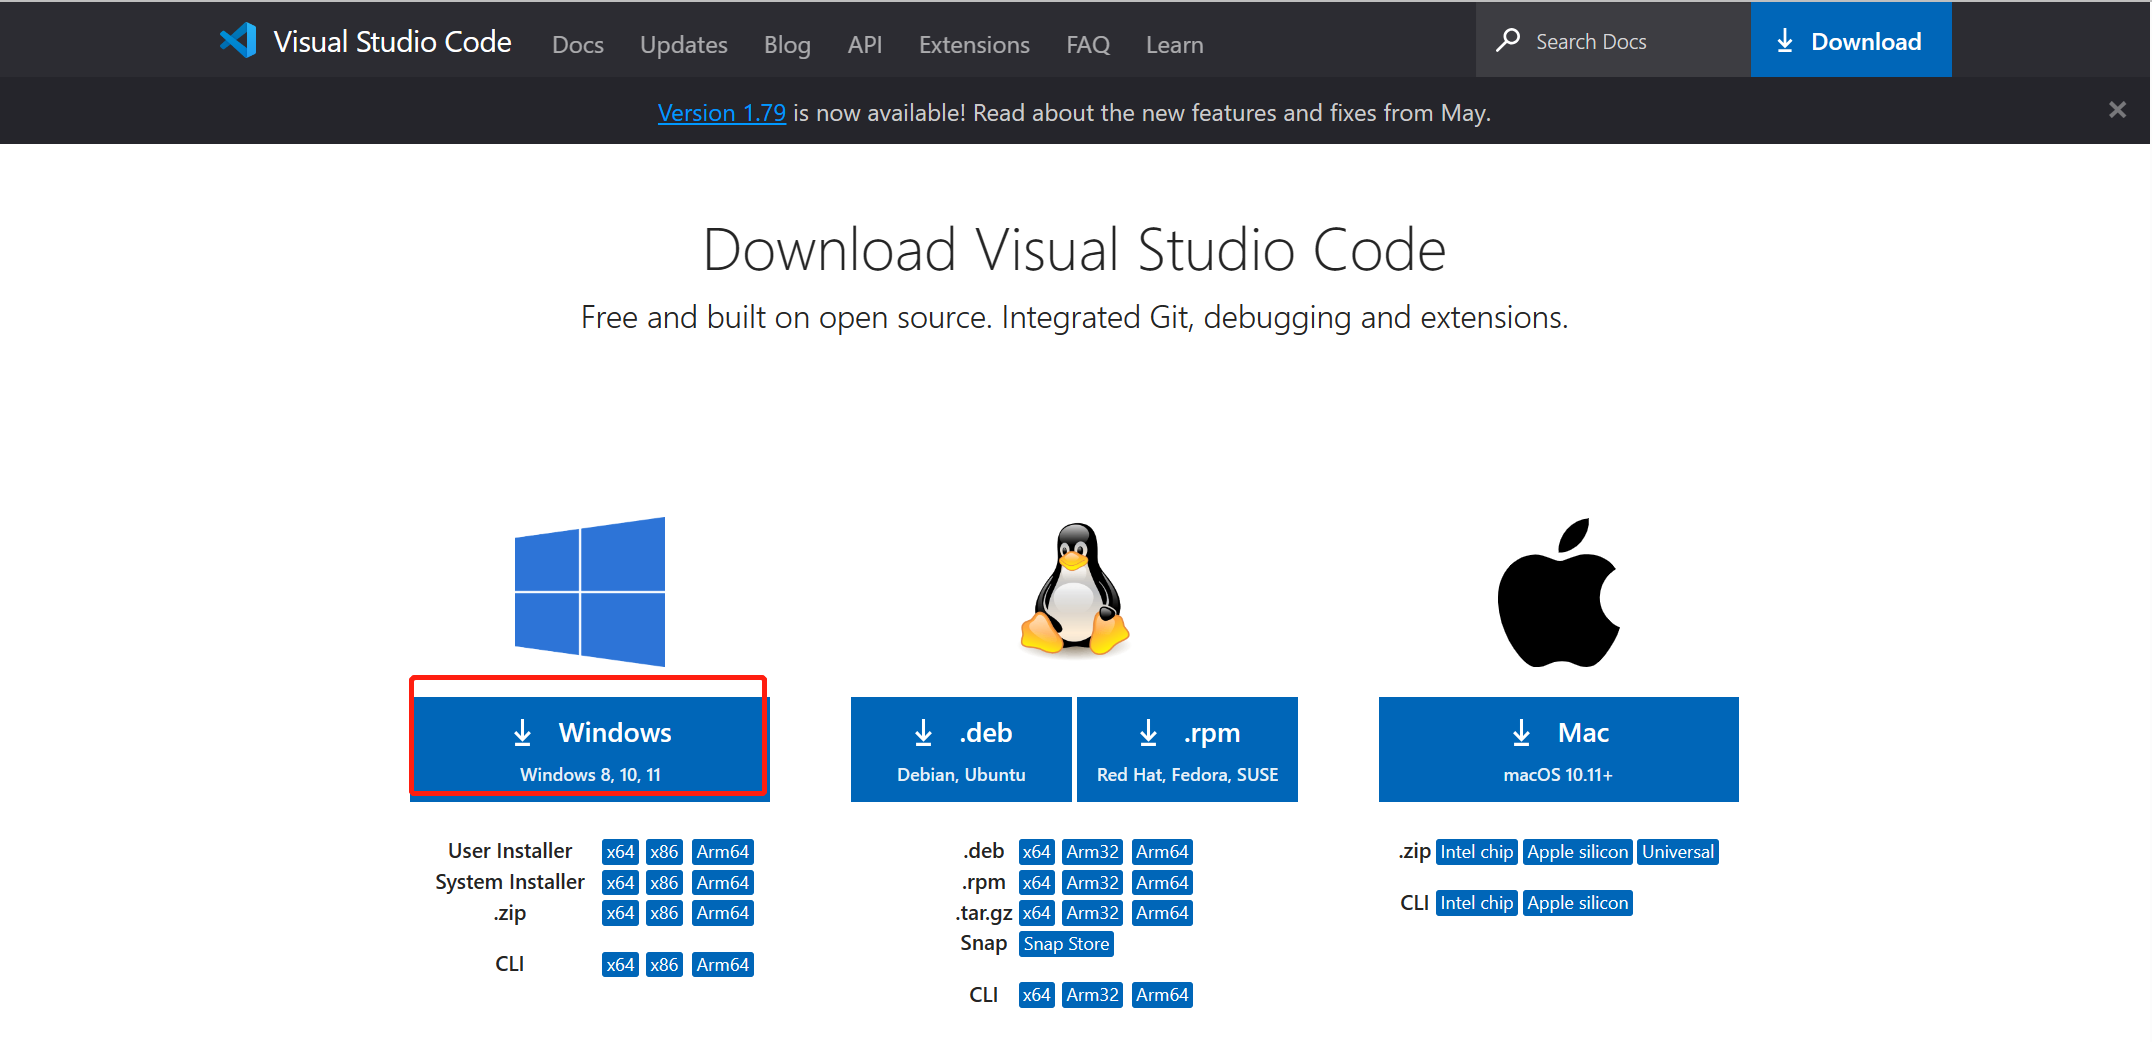 Visual Studio Code Docs Updates Blog API Extensions FAQ Learn Search Docs Download
Version 1.79 is now available! Read about the new features and fixes from May.
Download Visual Studio Code
Free and built on open source. Integrated Git, debugging and extensions.
Windows
Windows 8, 10, 11
User Installer x64 x86 Arm64
System Installer x64 x86 Arm64
.zip x64 x86 Arm64
CLI x64 x86 Arm64
.deb
Debian, Ubuntu
.rpm
Red Hat, Fedora, SUSE
.deb x64 Arm32 Arm64
.rpm x64 Arm32 Arm64
.tar.gz x64 Arm32 Arm64
Snap Snap Store
CLI x64 Arm32 Arm64
Mac
macOS 10.11+
.zip Intel chip Apple silicon Universal
CLI Intel chip Apple silicon